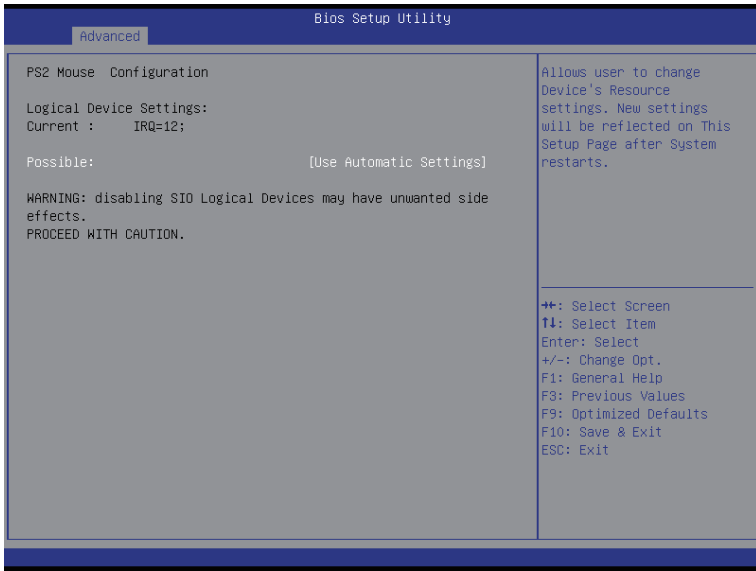 Bios Setup Utility
Advanced
PS2 Mouse Configuration
Logical Device Settings:
Current : IRQ=12;
Possible: [Use Automatic Settings]
WARNING: disabling SIO Logical Devices may have unwanted side
effects.
PROCEED WITH CAUTION.
Allows user to change
Device's Resource
settings. New settings
will be reflected on This
Setup Page after System
restarts.
→←: Select Screen
↑↓: Select Item
Enter: Select
+/-: Change Opt.
F1: General Help
F3: Previous Values
F9: Optimized Defaults
F10: Save & Exit
ESC: Exit